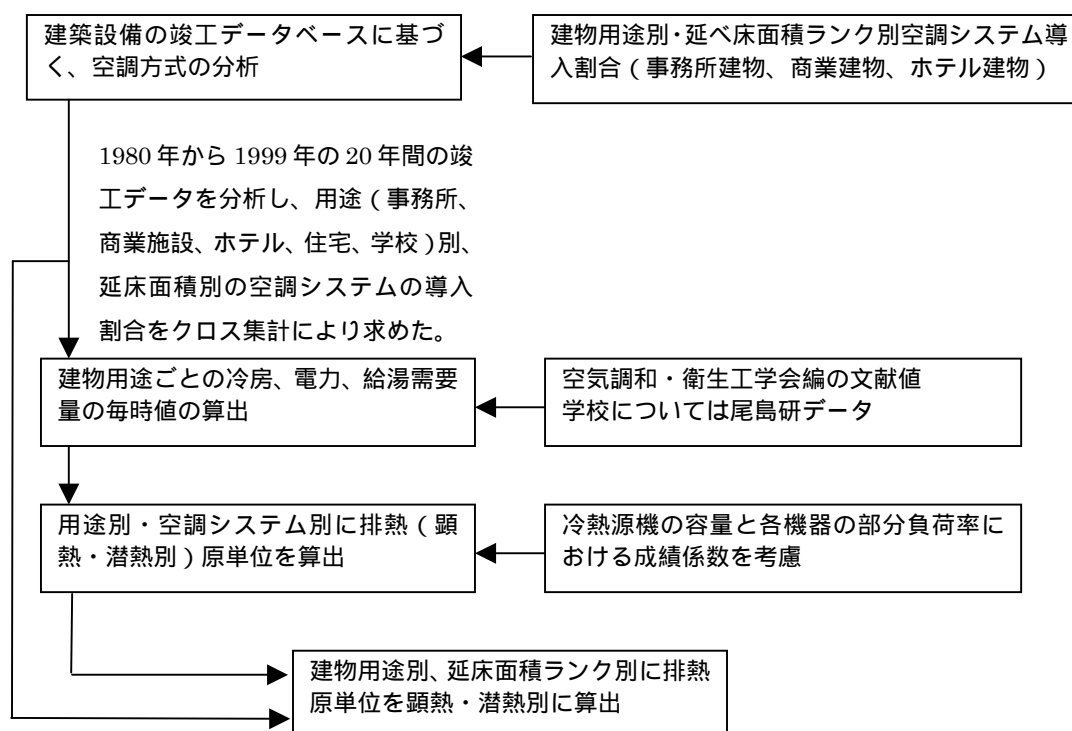 建築設備の竣工データベースに基づ
く、空調方式の分析
建物用途別・延べ床面積ランク別空調システム導
入割合(事務所建物、商業建物、ホテル建物)
1980年から1999年の20年間の竣
工データを分析し、用途(事務所、
商業施設、ホテル、住宅、学校)別、
延床面積別の空調システムの導入
割合をクロス集計により求めた。
建物用途ごとの冷房、電力、給湯需要
量の毎時値の算出
空気調和・衛生工学会編の文献値
学校については尾島研データ
用途別・空調システム別に排熱(顕
熱・潜熱別)原単位を算出
冷熱源機の容量と各機器の部分負荷率に
おける成績係数を考慮
建物用途別、延床面積ランク別に排熱
原単位を顕熱・潜熱別に算出